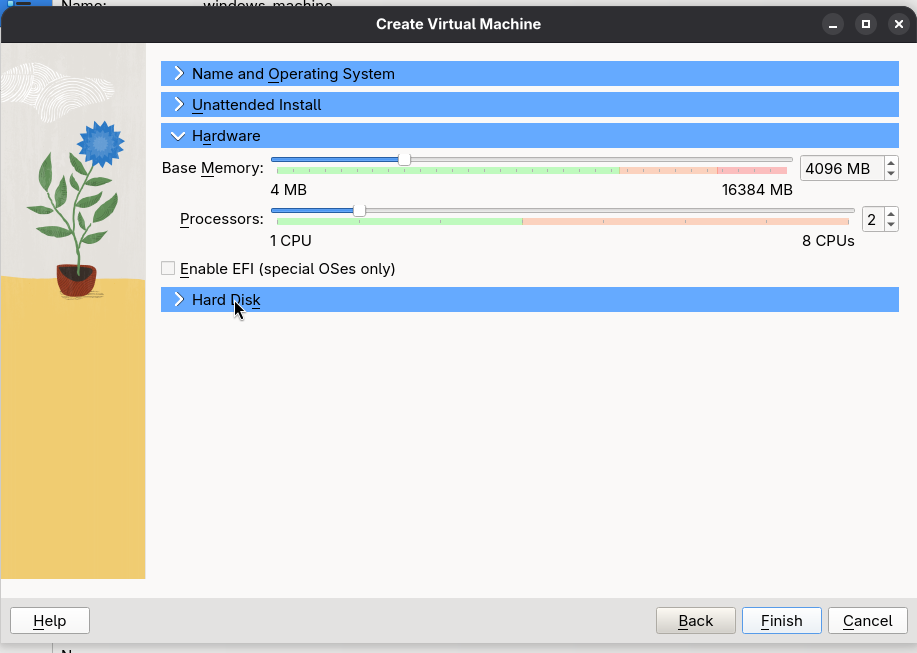 Name: windows_machine
Create Virtual Machine
Name and Operating System
Unattended Install
Hardware
Base Memory: 4096 MB
4 MB 16384 MB
Processors: 2
1 CPU 8 CPUs
Enable EFI (special OSes only)
Hard Disk
Help Back Finish Cancel